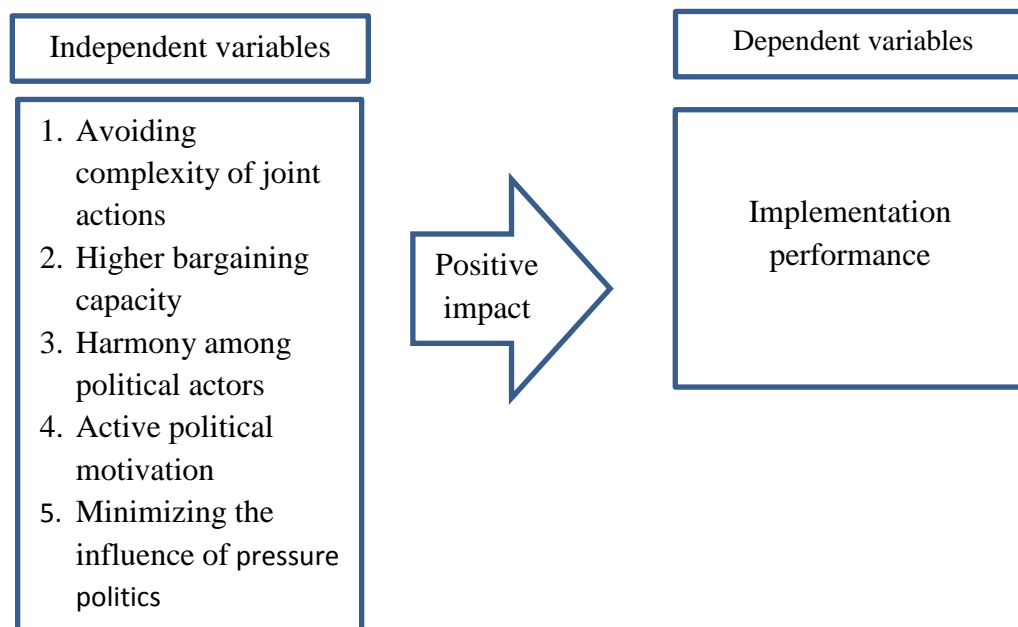 Independent variables
Dependent variables
1. Avoiding
complexity of joint
actions
2. Higher bargaining
capacity
3. Harmony among
political actors
4. Active political
motivation
5. Minimizing the
influence of pressure
politics
Positive
impact
Implementation
performance